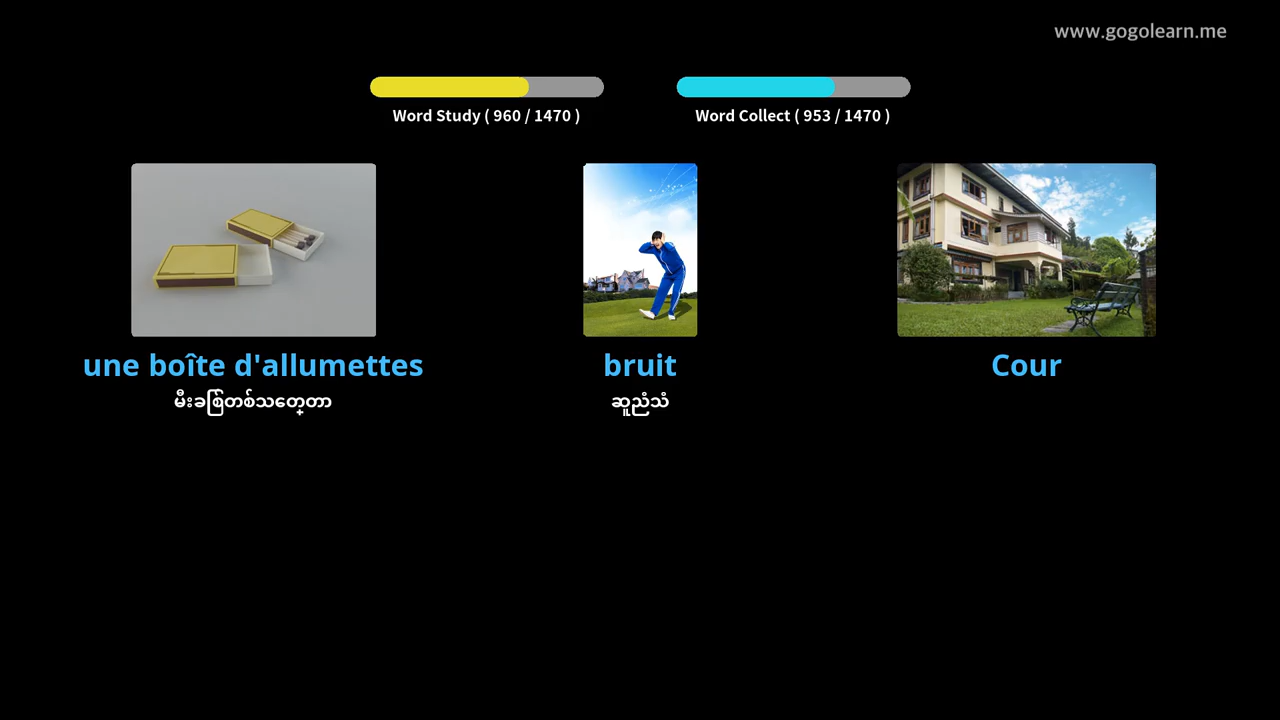 www.gogolearn.me
Word Study ( 960 / 1470 )
Word Collect ( 953 / 1470 )
une boîte d'allumettes
bruit
Cour
မီးခြစ်တစ်သေတ္တာ
ဆူညံသံ